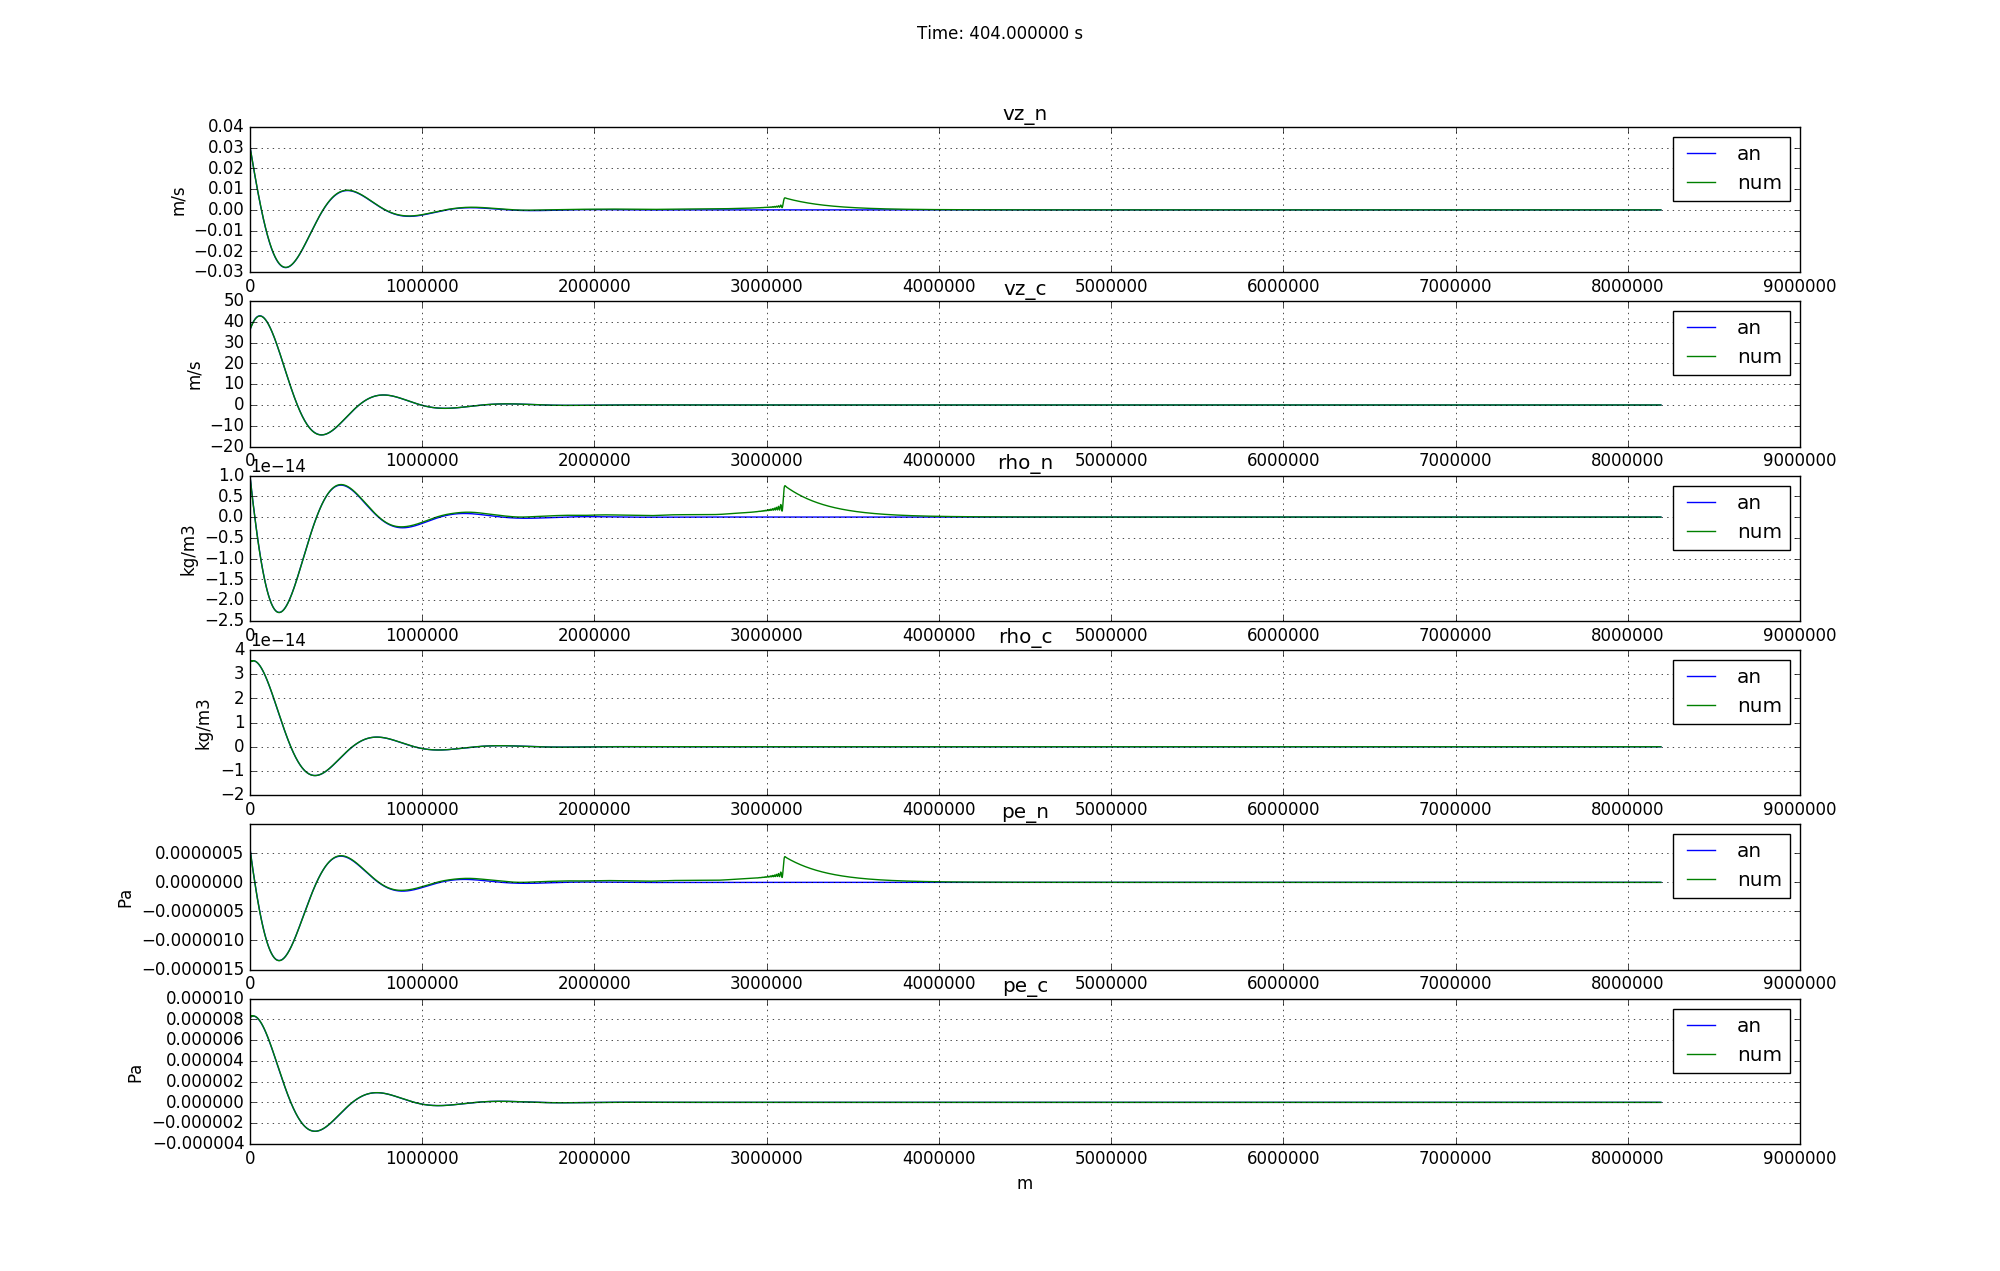 Time: 404.000000 s
vz_n
0.04
0.03
0.02
0.01
0.00
−0.01
−0.02
−0.03
m/s
an
num
0 1000000 2000000 3000000 4000000 5000000 6000000 7000000 8000000 9000000
vz_c
50
40
30
20
10
0
−10
−20
m/s
an
num
0 1000000 2000000 3000000 4000000 5000000 6000000 7000000 8000000 9000000
1e−14
rho_n
1.0
0.5
0.0
−0.5
−1.0
−1.5
−2.0
−2.5
kg/m3
an
num
0 1000000 2000000 3000000 4000000 5000000 6000000 7000000 8000000 9000000
1e−14
rho_c
4
3
2
1
0
−1
−2
kg/m3
an
num
0 1000000 2000000 3000000 4000000 5000000 6000000 7000000 8000000 9000000
pe_n
0.0000005
0.0000000
−0.0000005
−0.0000010
−0.0000015
Pa
an
num
0 1000000 2000000 3000000 4000000 5000000 6000000 7000000 8000000 9000000
pe_c
0.000010
0.000008
0.000006
0.000004
0.000002
0.000000
−0.000002
−0.000004
Pa
an
num
0 1000000 2000000 3000000 4000000 5000000 6000000 7000000 8000000 9000000
m